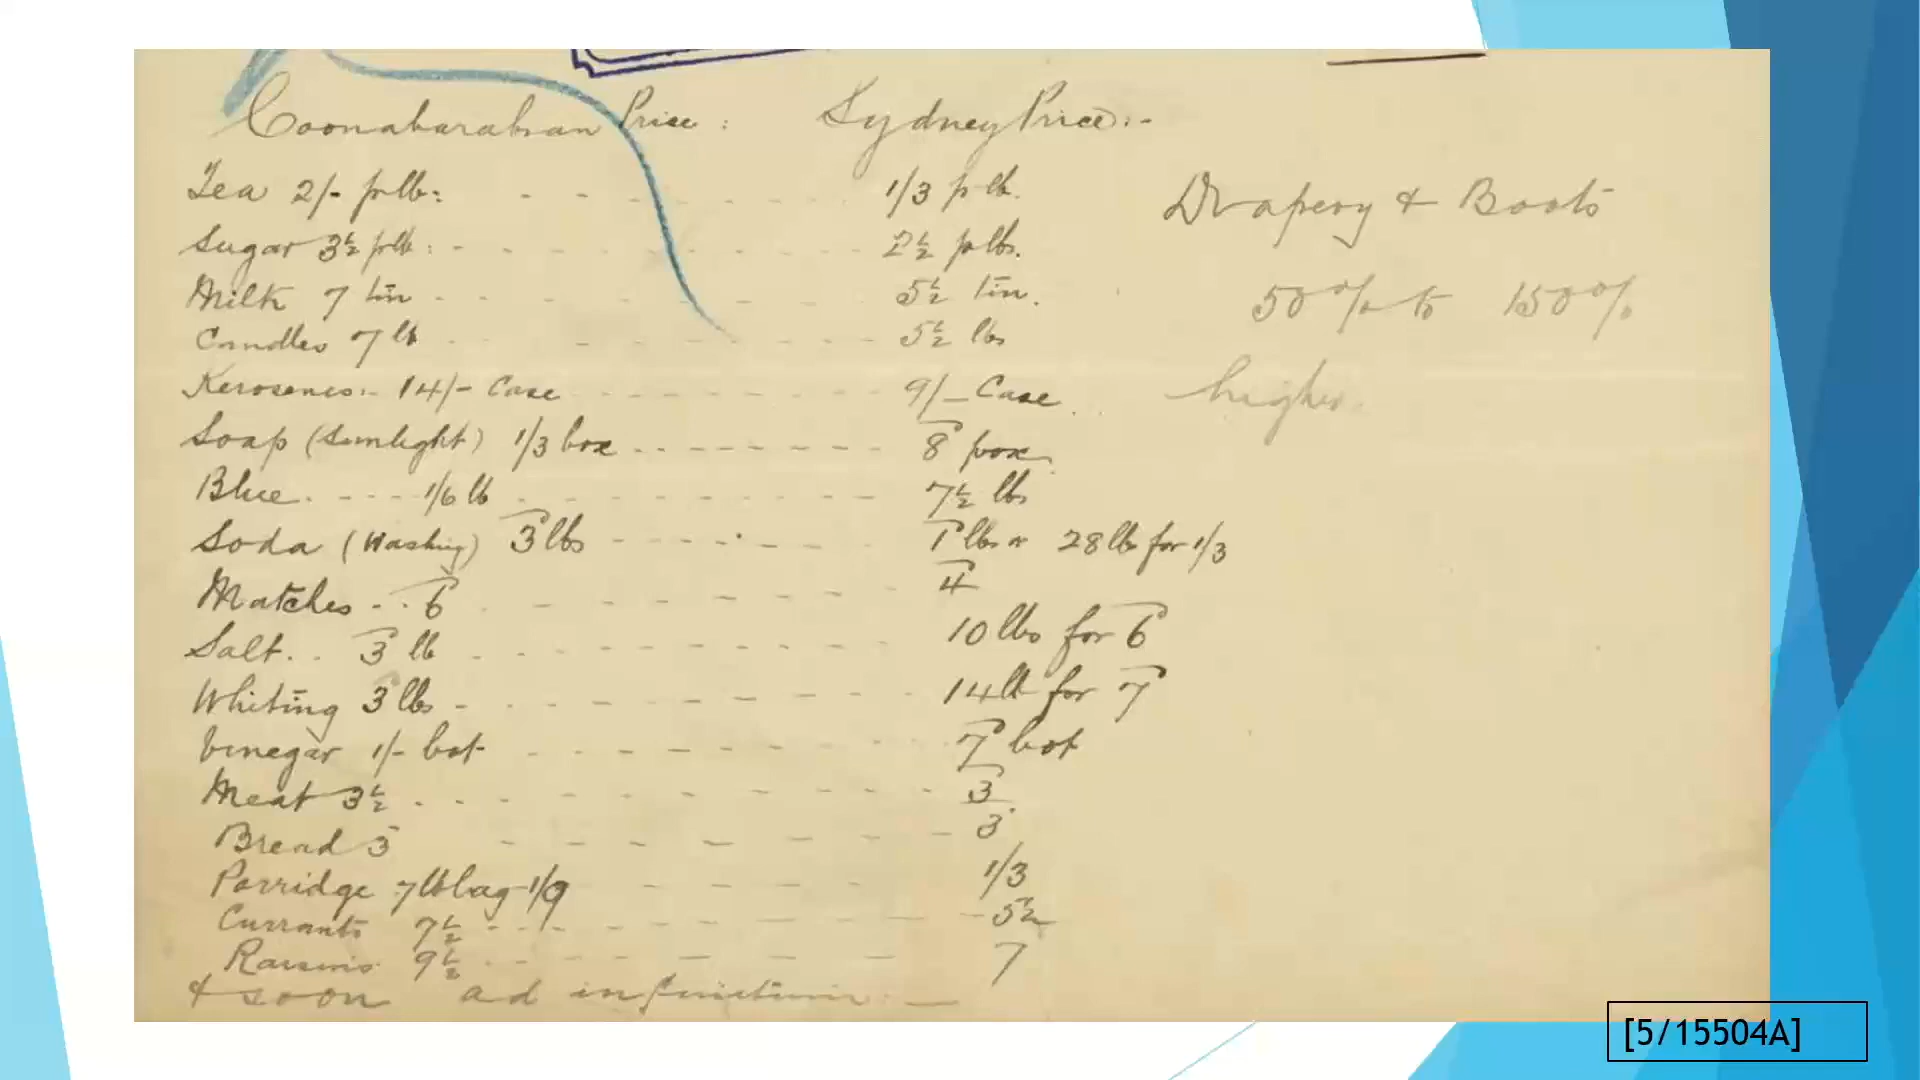 Coonabarabran Price : Sydney Price:-
Tea 2/- p lb: - - - - - 1/3 p lb.
Sugar 3½ p lb: - - - - - 2½ p lbs.
Milk 7 tin - - - - - 5½ tin.
Candles 7 lb - - - - - 5½ lbs
Kerosene:- 14/- Case - - - - - 9/- Case
Soap (Sunlight) 1/3 box - - - - - 8 box
Blue - - - - 1/6 lb - - - - - 7½ lbs
Soda (Washing) 3 lbs - - - - - 1 lbs or 28 lbs for 1/3
Matches - - 6 - - - - - 4
Salt . . 3 lb - - - - - 10 lbs for 6
Whiting 3 lbs - - - - - 14 lb for 7
Vinegar 1/- bot - - - - - 7 bot
Meat 3½ - - - - - 3
Bread 3 - - - - - 3
Porridge 7 lb bag 1/9 - - - - - 1/3
Currants 7½ - - - - - 5½
Raisins 9½ - - - - - 7
& soon ad infinitum: —
Drapery & Boots
50% to 150%
higher.
[5/15504A]